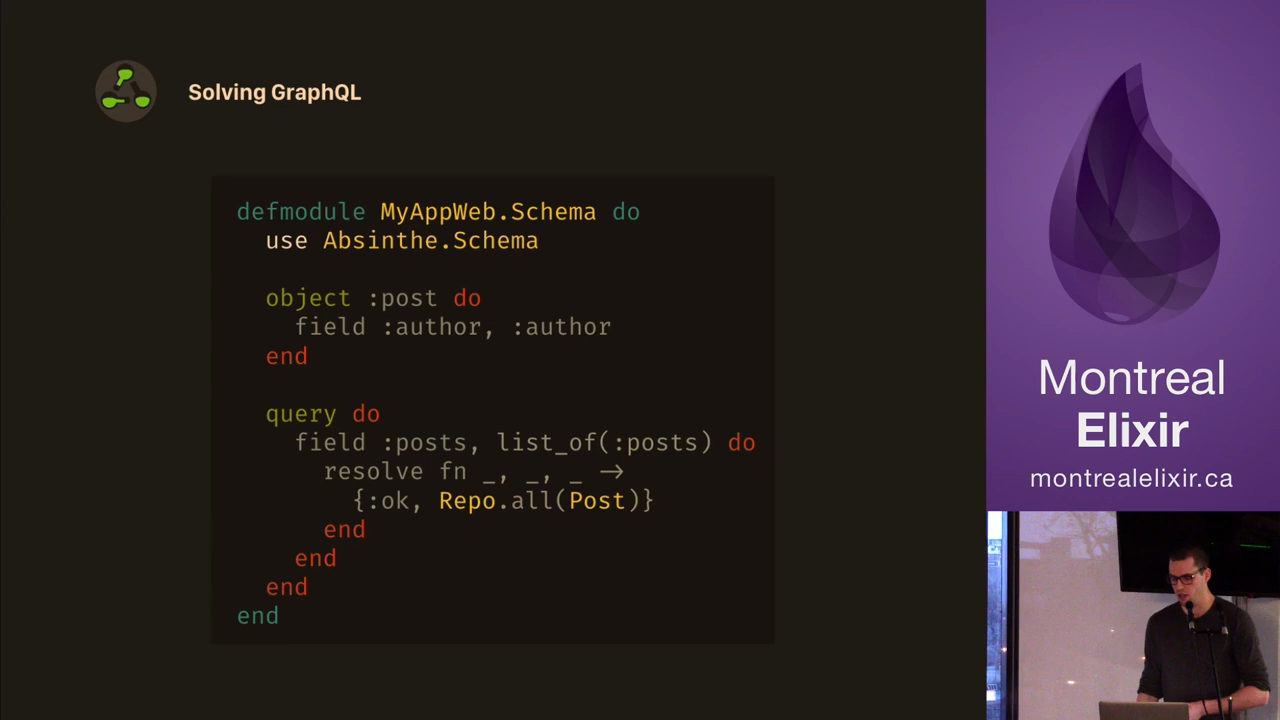 Solving GraphQL
defmodule MyAppWeb.Schema do
use Absinthe.Schema
object :post do
field :author, :author
end
query do
field :posts, list_of(:posts) do
resolve fn _, _, _ →
{:ok, Repo.all(Post)}
end
end
end
end
Montreal
Elixir
montrealelixir.ca